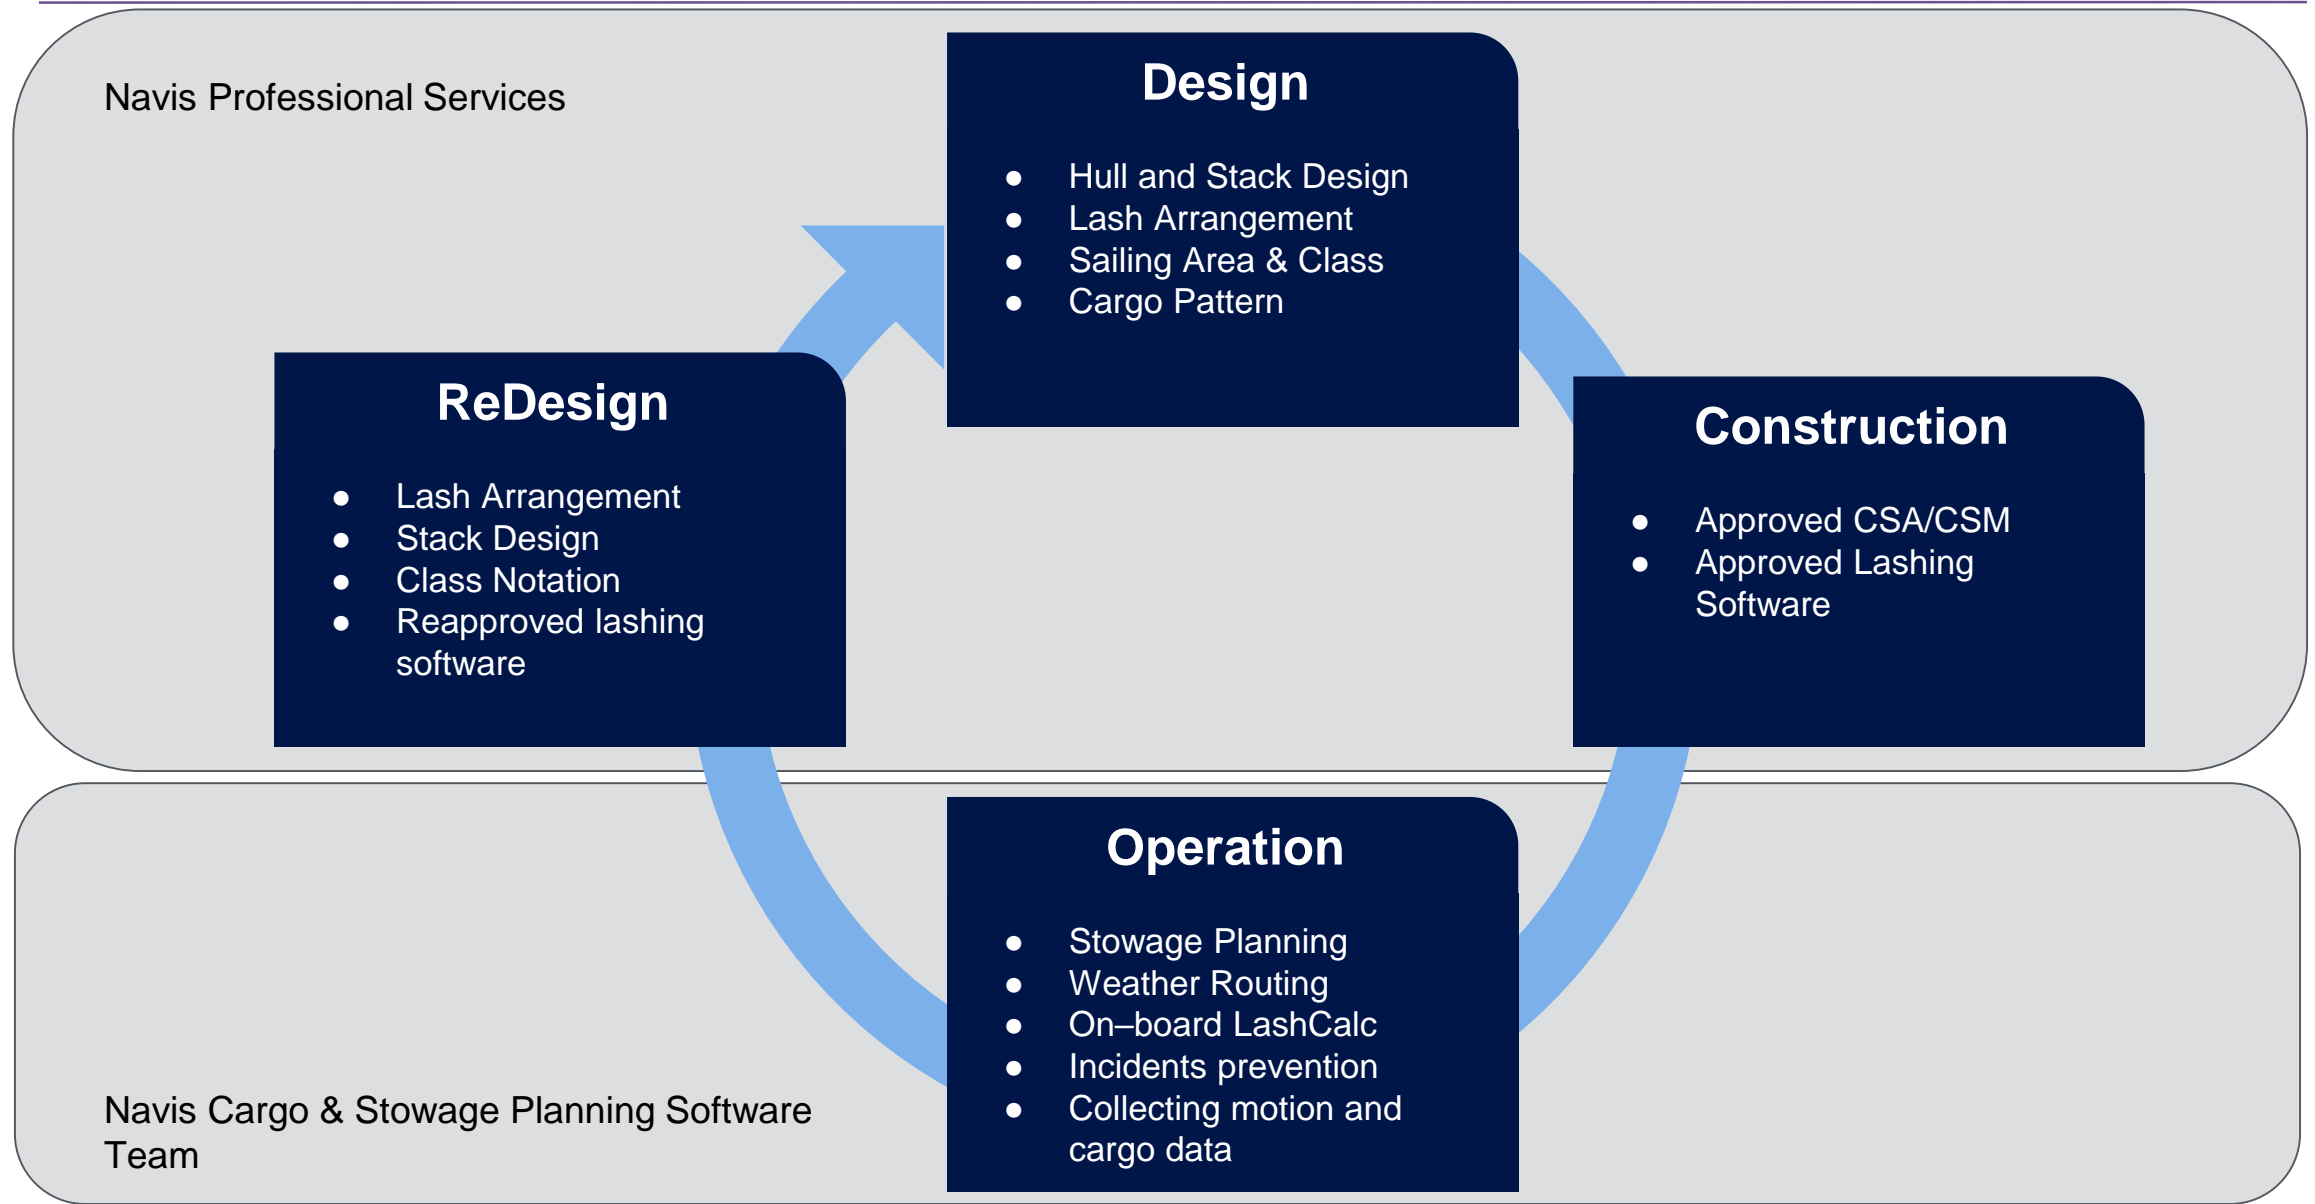 Navis Professional Services
Design
● Hull and Stack Design
● Lash Arrangement
● Sailing Area & Class
● Cargo Pattern
ReDesign
● Lash Arrangement
● Stack Design
● Class Notation
● Reapproved lashing
software
Construction
● Approved CSA/CSM
● Approved Lashing
Software
Operation
● Stowage Planning
● Weather Routing
● On–board LashCalc
● Incidents prevention
● Collecting motion and
cargo data
Navis Cargo & Stowage Planning Software
Team